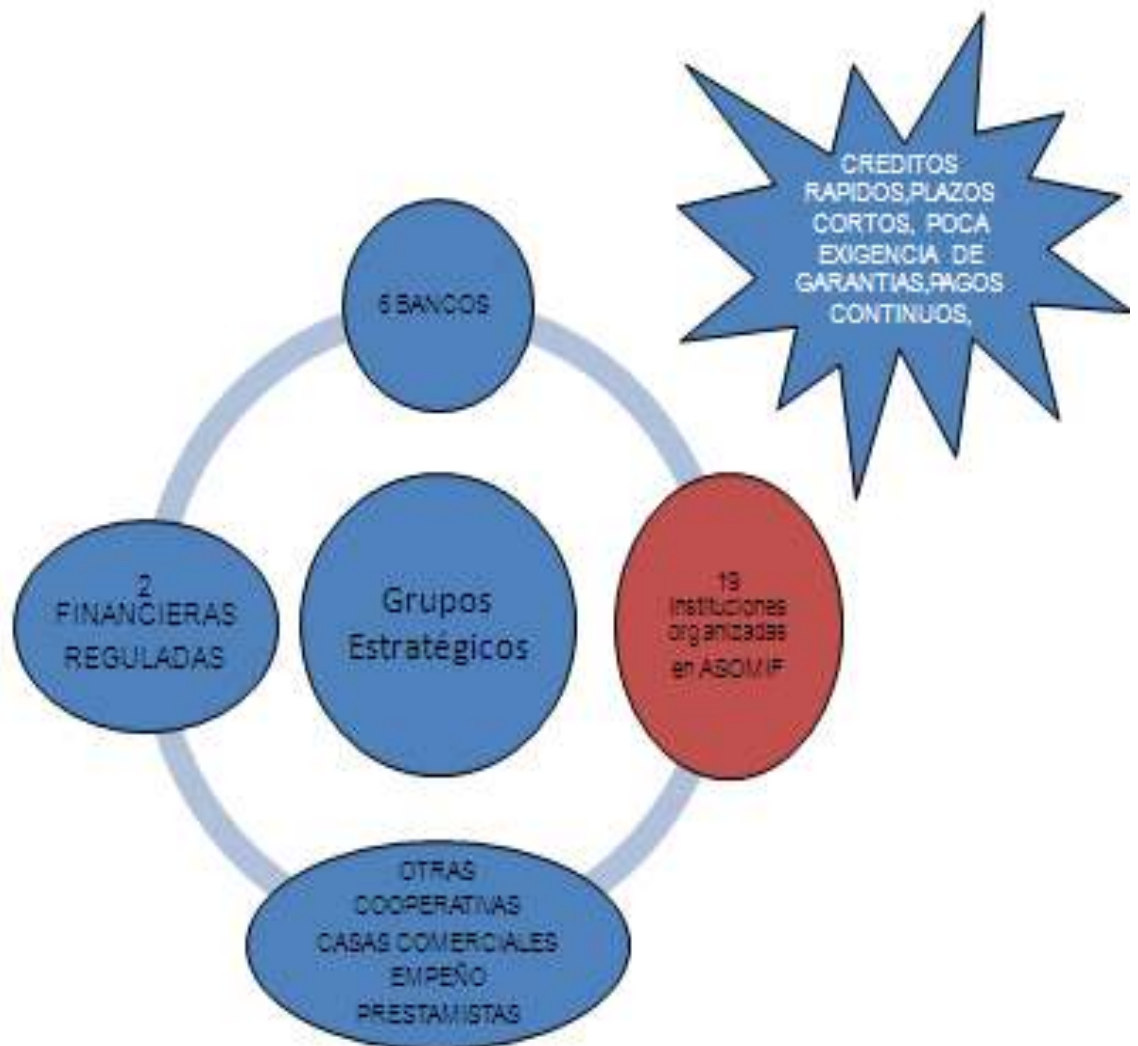 CREDITOS
RAPIDOS,PLAZOS
CORTOS, POCA
EXIGENCIA DE
GARANTIAS,PAGOS
CONTINUOS,
6 BANCOS
2
FINANCIERAS
REGULADAS
Grupos
Estratégicos
19
Instituciones
organizadas
en ASOMIF
OTRAS
COOPERATIVAS
CASAS COMERCIALES
EMPEÑO
PRESTAMISTAS